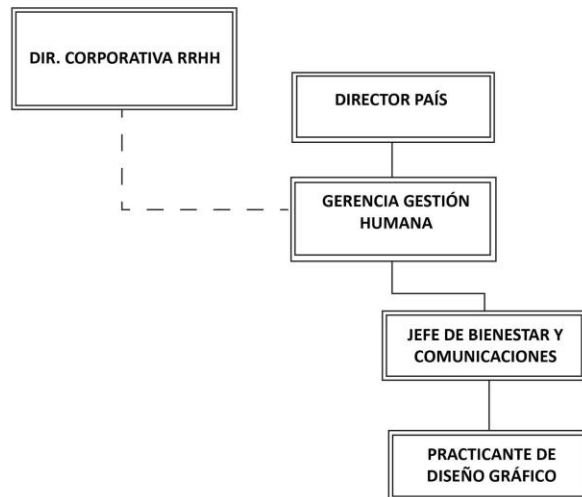 DIR. CORPORATIVA RRHH
DIRECTOR PAÍS
GERENCIA GESTIÓN
HUMANA
JEFE DE BIENESTAR Y
COMUNICACIONES
PRACTICANTE DE
DISEÑO GRÁFICO